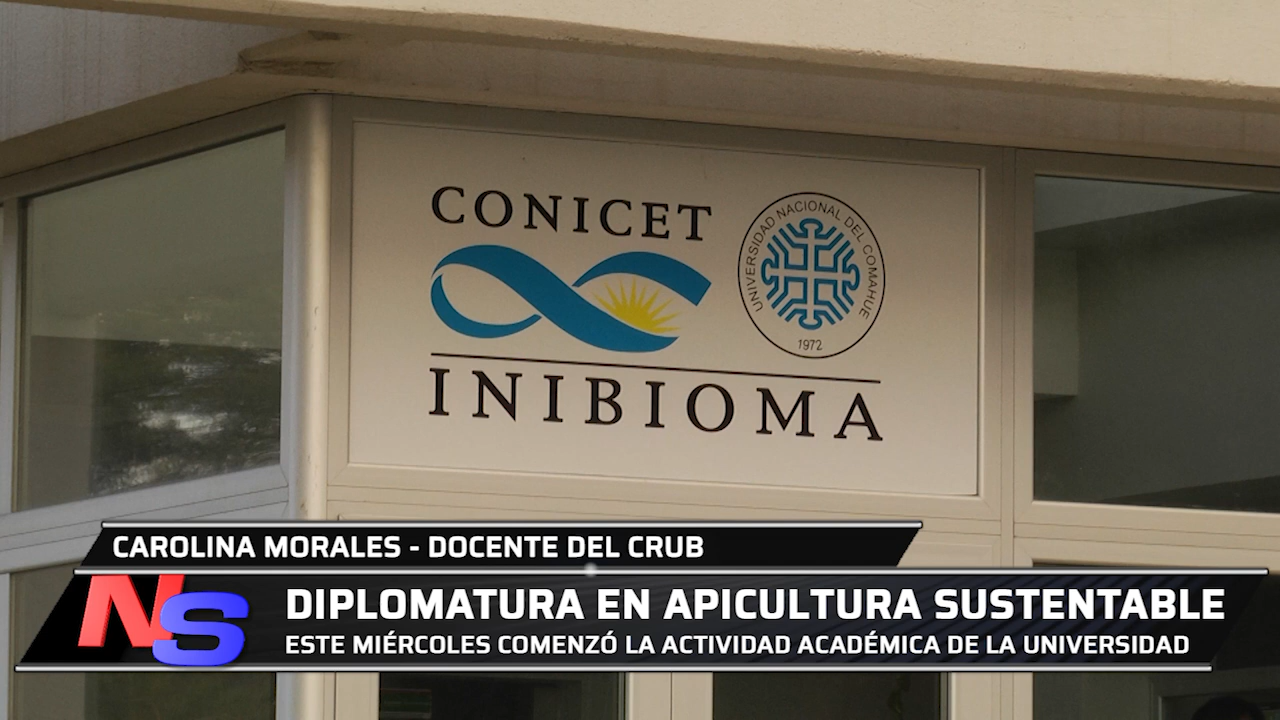 CONICET
UNIVERSIDAD NACIONAL DEL COMAHUE
1972
INIBIOMA
CAROLINA MORALES - DOCENTE DEL CRUB
NS
DIPLOMATURA EN APICULTURA SUSTENTABLE
ESTE MIÉRCOLES COMENZÓ LA ACTIVIDAD ACADÉMICA DE LA UNIVERSIDAD